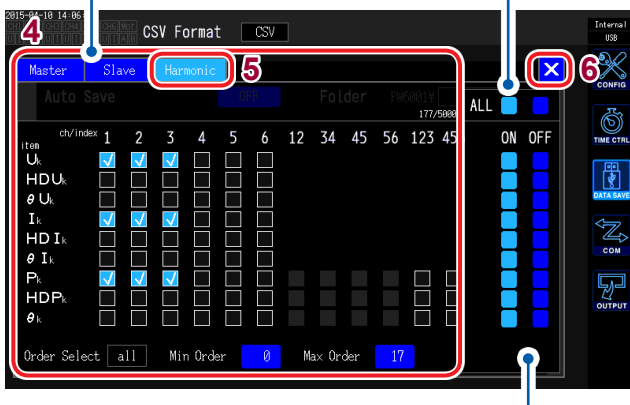 2015-04-10 14:06
4
CSV Format
CSV
Internal
USB
Master
Slave
Harmonic
5
6
CONFIG
Auto Save
OFF
Folder
PW6001Y
177/5000
ALL
TIME CTRL
item
ch/index
1 2 3 4 5 6 12 34 45 56 123 45
ON OFF
Uk
HDUk
θUk
DATA SAVE
Ik
HDIk
θIk
COM
Pk
HDPk
θk
OUTPUT
Order Select all Min Order 0 Max Order 17